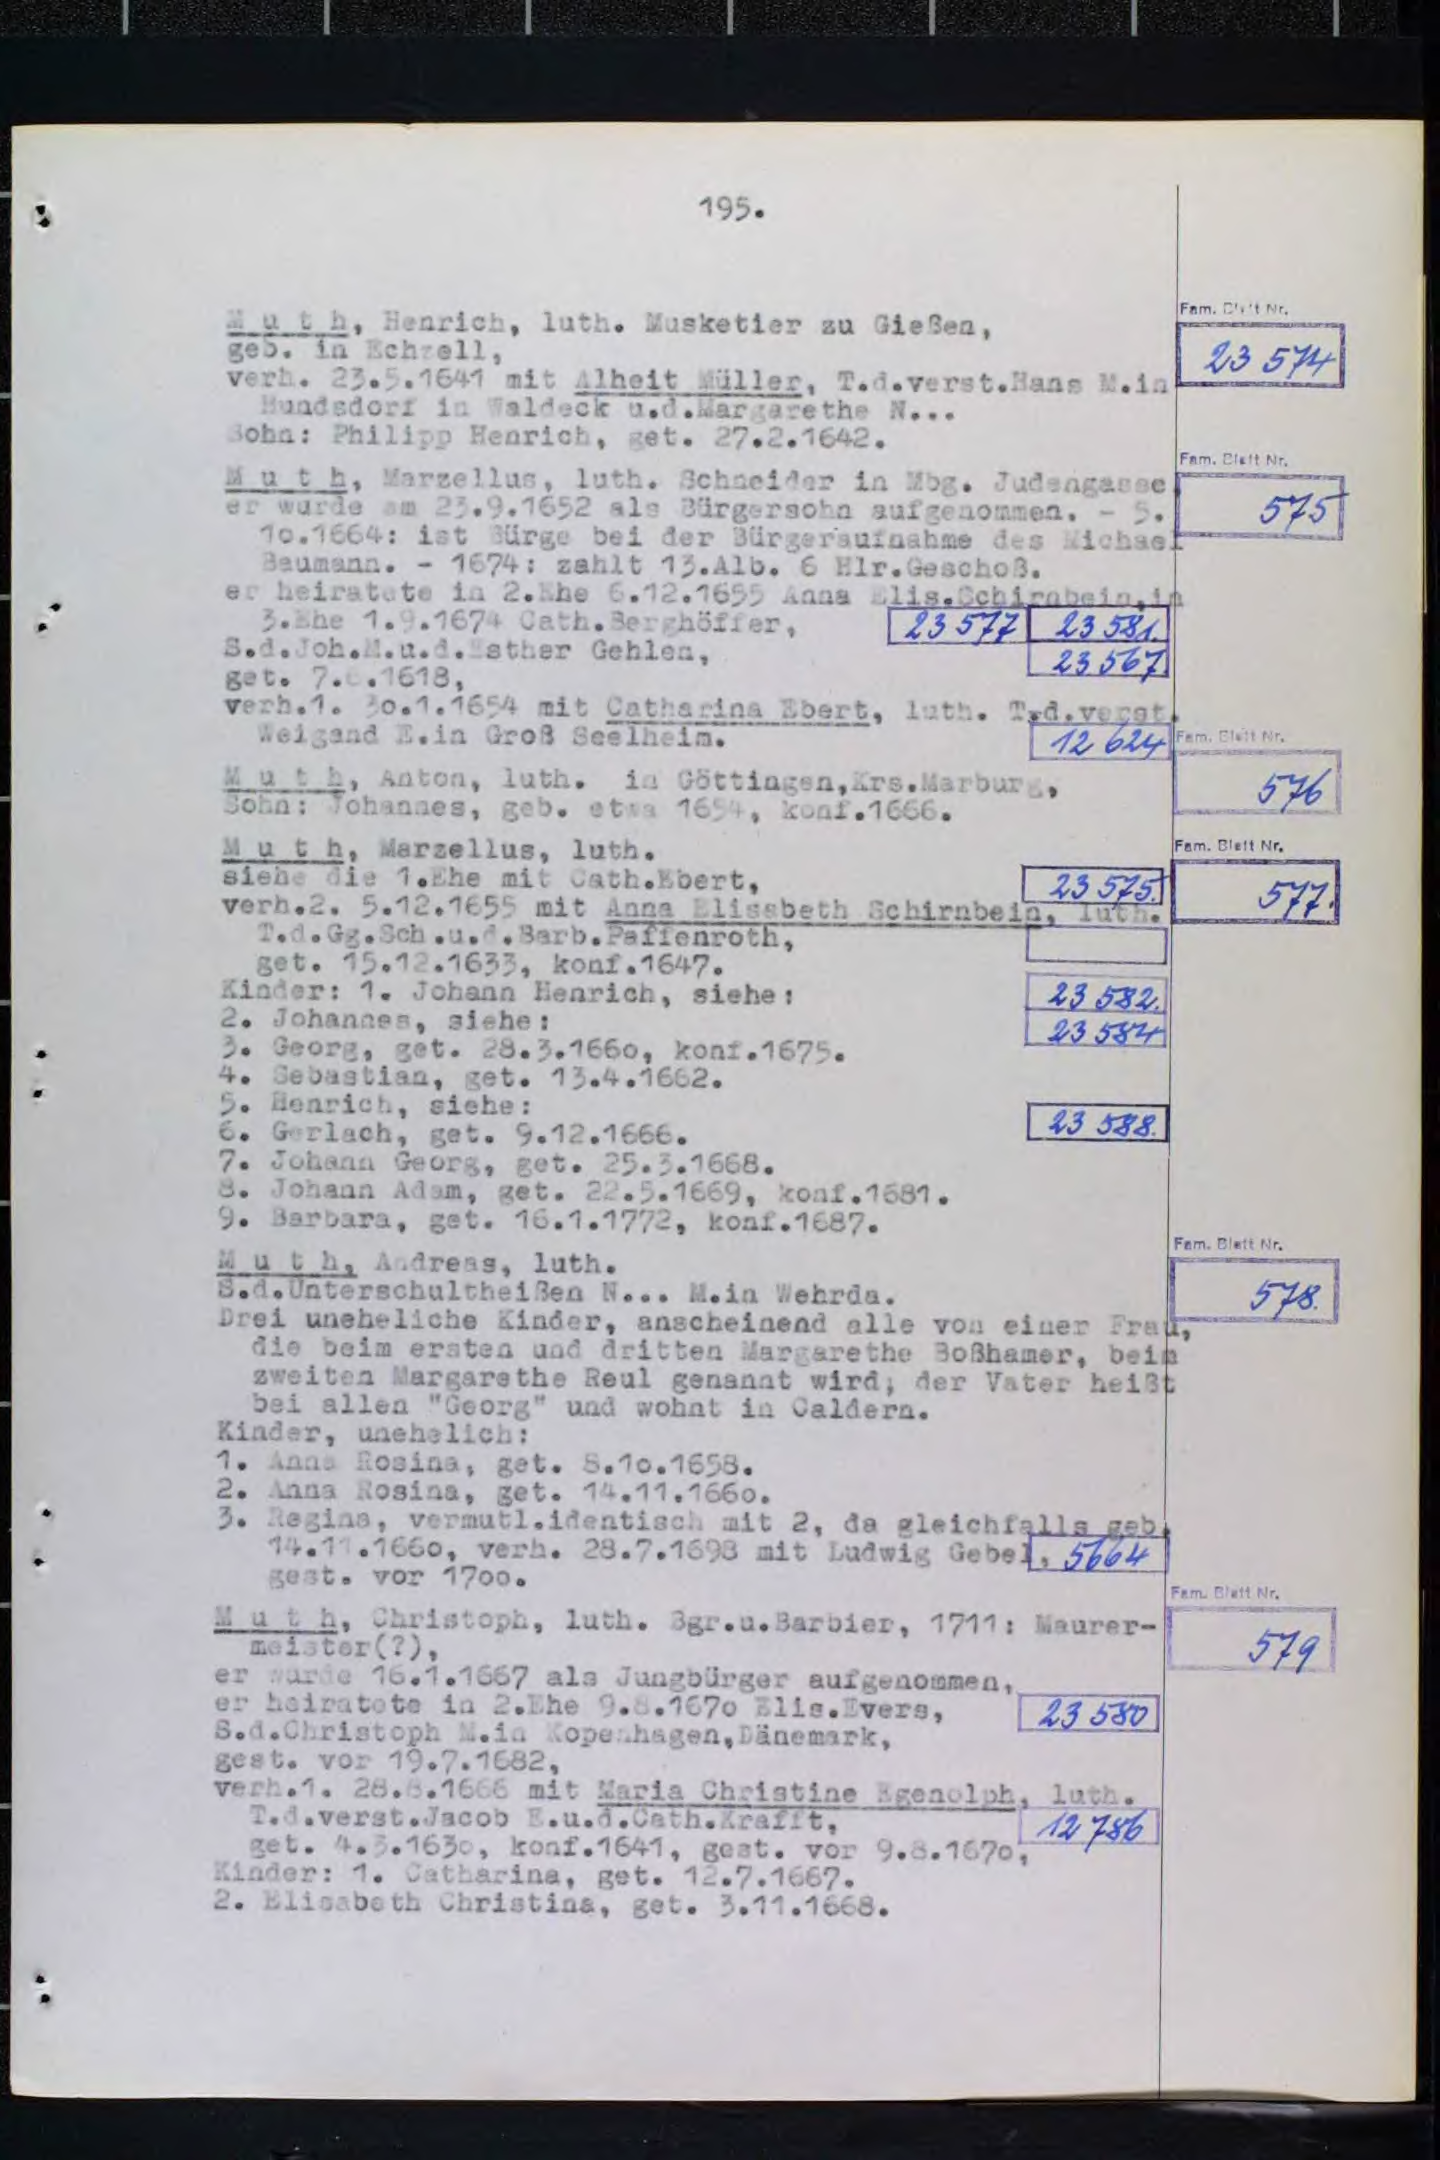 195.
Fam. Blatt Nr.
M u t h, Henrich, luth. Musketier zu Gießen,
geb. in Echzell,
23 574
verh. 23.5.1641 mit Alheit Müller, T.d.verst.Hans M.in
Hundsdorf in Waldeck u.d.Margarethe N...
Sohn: Philipp Henrich, get. 27.2.1642.
Fam. Blatt Nr.
M u t h, Marzellus, luth. Schneider in Mbg. Judengasse
er wurde am 23.9.1652 als Bürgersohn aufgenommen. - 5.
575
10.1664: ist Bürge bei der Bürgeraufnahme des Michael
Baumann. - 1674: zahlt 13.Alb. 6 Hlr.Geschoß.
er heiratete in 2.Ehe 6.12.1655 Anna Elis.Schirnbein,in
3.Ehe 1.9.1674 Cath.Berghöffer, 23 577 23 581.
S.d.Joh.M.u.d.Esther Gehlen, 23 567
get. 7. .1618,
verh.1. 30.1.1654 mit Catharina Ebert, luth. T.d.verst.
Weigand E.in Groß Seelheim. 12 624
Fam. Blatt Nr.
M u t h, Anton, luth. in Göttingen,Krs.Marburg,
576
Sohn: Johannes, geb. etwa 1654, konf.1666.
Fam. Blatt Nr.
M u t h, Marzellus, luth.
siehe die 1.Ehe mit Cath.Ebert, 23 575.
577.
verh.2. 5.12.1655 mit Anna Elisabeth Schirnbein, luth.
T.d.Gg.Sch.u.d.Barb.Paffenroth,
get. 15.12.1633, konf.1647.
Kinder: 1. Johann Henrich, siehe: 23 582.
2. Johannes, siehe: 23 584
3. Georg, get. 28.3.1660, konf.1675.
4. Sebastian, get. 13.4.1662.
5. Henrich, siehe: 23 588.
6. Gerlach, get. 9.12.1666.
7. Johann Georg, get. 25.3.1668.
8. Johann Adam, get. 22.5.1669, konf.1681.
9. Barbara, get. 16.1.1772, konf.1687.
Fam. Blatt Nr.
M u t h, Andreas, luth.
S.d.Unterschultheißen N... M.in Wehrda.
578.
Drei uneheliche Kinder, anscheinend alle von einer Frau,
die beim ersten und dritten Margarethe Boßhamer, beim
zweiten Margarethe Reul genannt wird; der Vater heißt
bei allen "Georg" und wohnt in Caldern.
Kinder, unehelich:
1. Anna Rosina, get. 8.10.1658.
2. Anna Rosina, get. 14.11.1660.
3. Regina, vermutl.identisch mit 2, da gleichfalls geb.
14.11.1660, verh. 28.7.1698 mit Ludwig Gebel, 5664
gest. vor 1700.
Fam. Blatt Nr.
M u t h, Christoph, luth. Bgr.u.Barbier, 1711: Maurer-
meister(?),
579
er wurde 16.1.1667 als Jungbürger aufgenommen,
er heiratete in 2.Ehe 9.8.1670 Elis.Evers, 23 580
S.d.Christoph M.in Kopenhagen,Dänemark,
gest. vor 19.7.1682,
verh.1. 28.8.1666 mit Maria Christine Egenolph, luth.
T.d.verst.Jacob E.u.d.Cath.Krafft, 12 786
get. 4.3.1630, konf.1641, gest. vor 9.8.1670,
Kinder: 1. Catharina, get. 12.7.1667.
2. Elisabeth Christina, get. 3.11.1668.